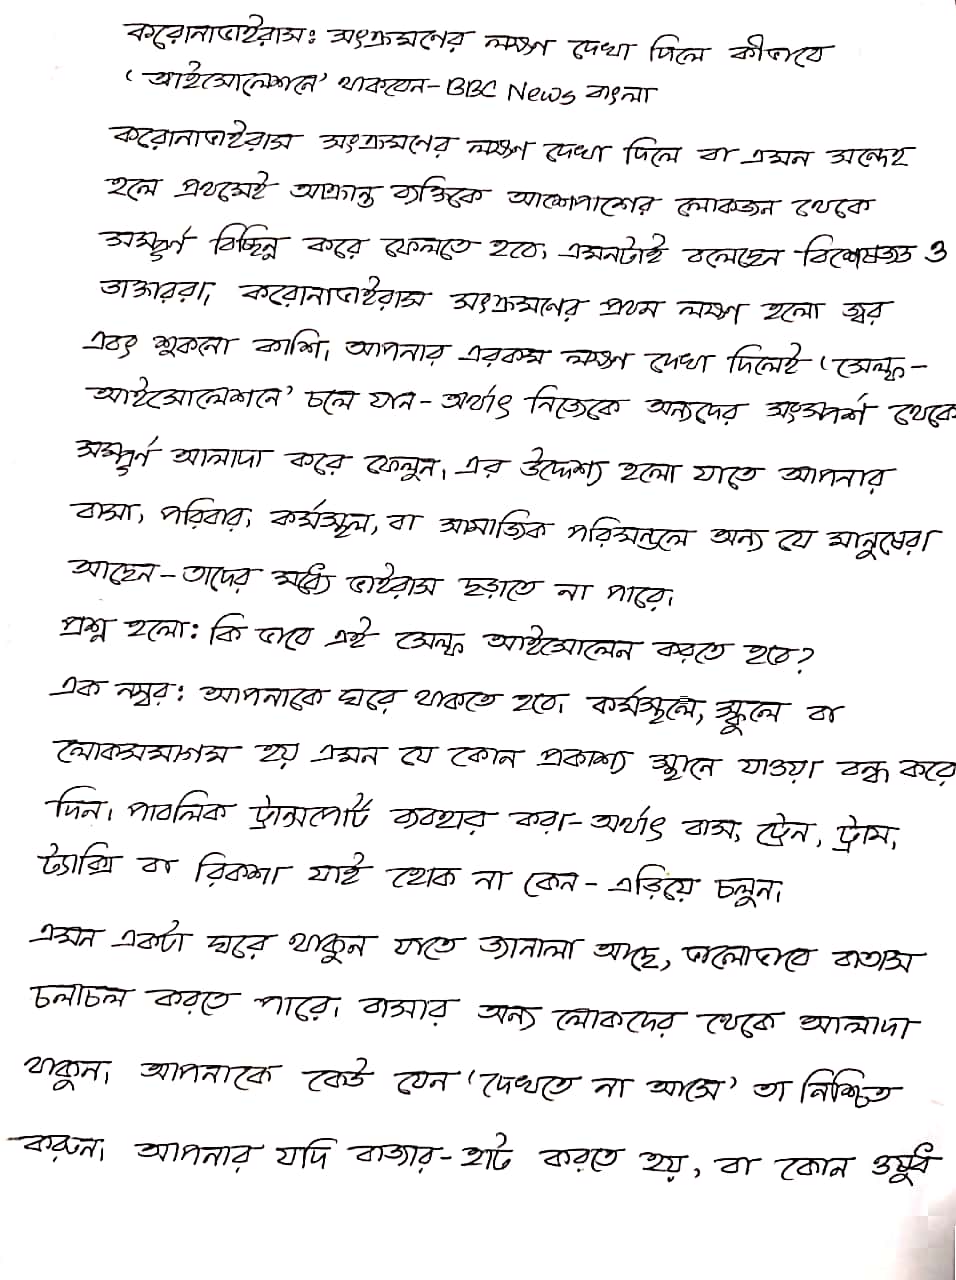 করোনাভাইরাস: সংক্রমণের লক্ষণ দেখা দিলে কীভাবে
'আইসোলেশনে' থাকবেন- BBC News বাংলা
করোনাভাইরাস সংক্রমণের লক্ষণ দেখা দিলে বা এমন সন্দেহ
হলে প্রথমেই আক্রান্ত ব্যক্তিকে আশেপাশের লোকজন থেকে
সম্পূর্ণ বিচ্ছিন্ন করে ফেলতে হবে, এমনটাই বলেছেন বিশেষজ্ঞ ও
ডাক্তাররা। করোনাভাইরাস সংক্রমণের প্রথম লক্ষণ হলো জ্বর
এবং শুকনো কাশি। আপনার এরকম লক্ষণ দেখা দিলেই 'সেল্ফ-
আইসোলেশনে' চলে যান - অর্থাৎ নিজেকে অন্যদের সংস্পর্শ থেকে
সম্পূর্ণ আলাদা করে ফেলুন। এর উদ্দেশ্য হলো যাতে আপনার
বাসা, পরিবার, কর্মস্থল, বা সামাজিক পরিমন্ডলে অন্য যে মানুষেরা
আছেন - তাদের মধ্যে ভাইরাস ছড়াতে না পারে।
প্রশ্ন হলো: কি ভাবে এই সেল্ফ আইসোলেন করতে হবে?
এক নম্বর: আপনাকে ঘরে থাকতে হবে। কর্মস্থলে, স্কুলে বা
লোকসমাগম হয় এমন যে কোন প্রকাশ্য স্থানে যাওয়া বন্ধ করে
দিন। পাবলিক ট্রান্সপোর্ট ব্যবহার করা - অর্থাৎ বাস, ট্রেন, ট্রাম,
ট্যাক্সি বা রিকশা যাই হোক না কেন - এড়িয়ে চলুন।
এমন একটা ঘরে থাকুন যাতে জানালা আছে, ভালোভাবে বাতাস
চলাচল করতে পারে। বাসার অন্য লোকদের থেকে আলাদা
থাকুন। আপনাকে কেউ যেন 'দেখতে না আসে' তা নিশ্চিত
করুন। আপনার যদি বাজার-হাট করতে হয়, বা কোন ওষুধ